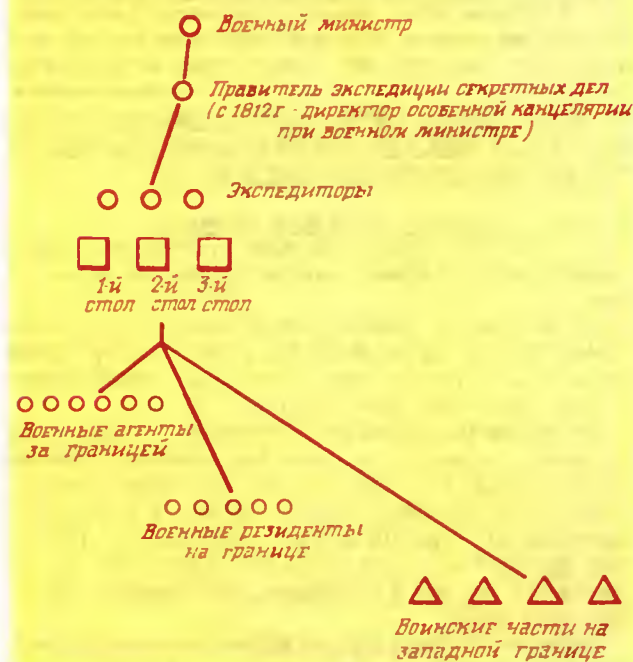 Военный министр
Правитель экспедиции секретных дел
(с 1812 г - директор особенной канцелярии
при военном министре)
Экспедиторы
1-й 2-й 3-й
стол стол стол
Военные агенты
за границей
Военные резиденты
на границе
Воинские части на
западной границе